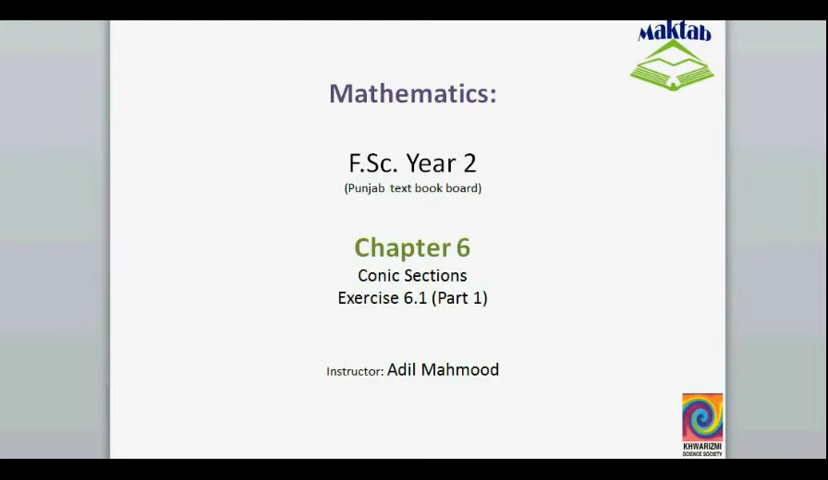 Maktab
Mathematics:
F.Sc. Year 2
(Punjab text book board)
Chapter 6
Conic Sections
Exercise 6.1 (Part 1)
Instructor: Adil Mahmood
KHWARIZMI
SCIENCE SOCIETY